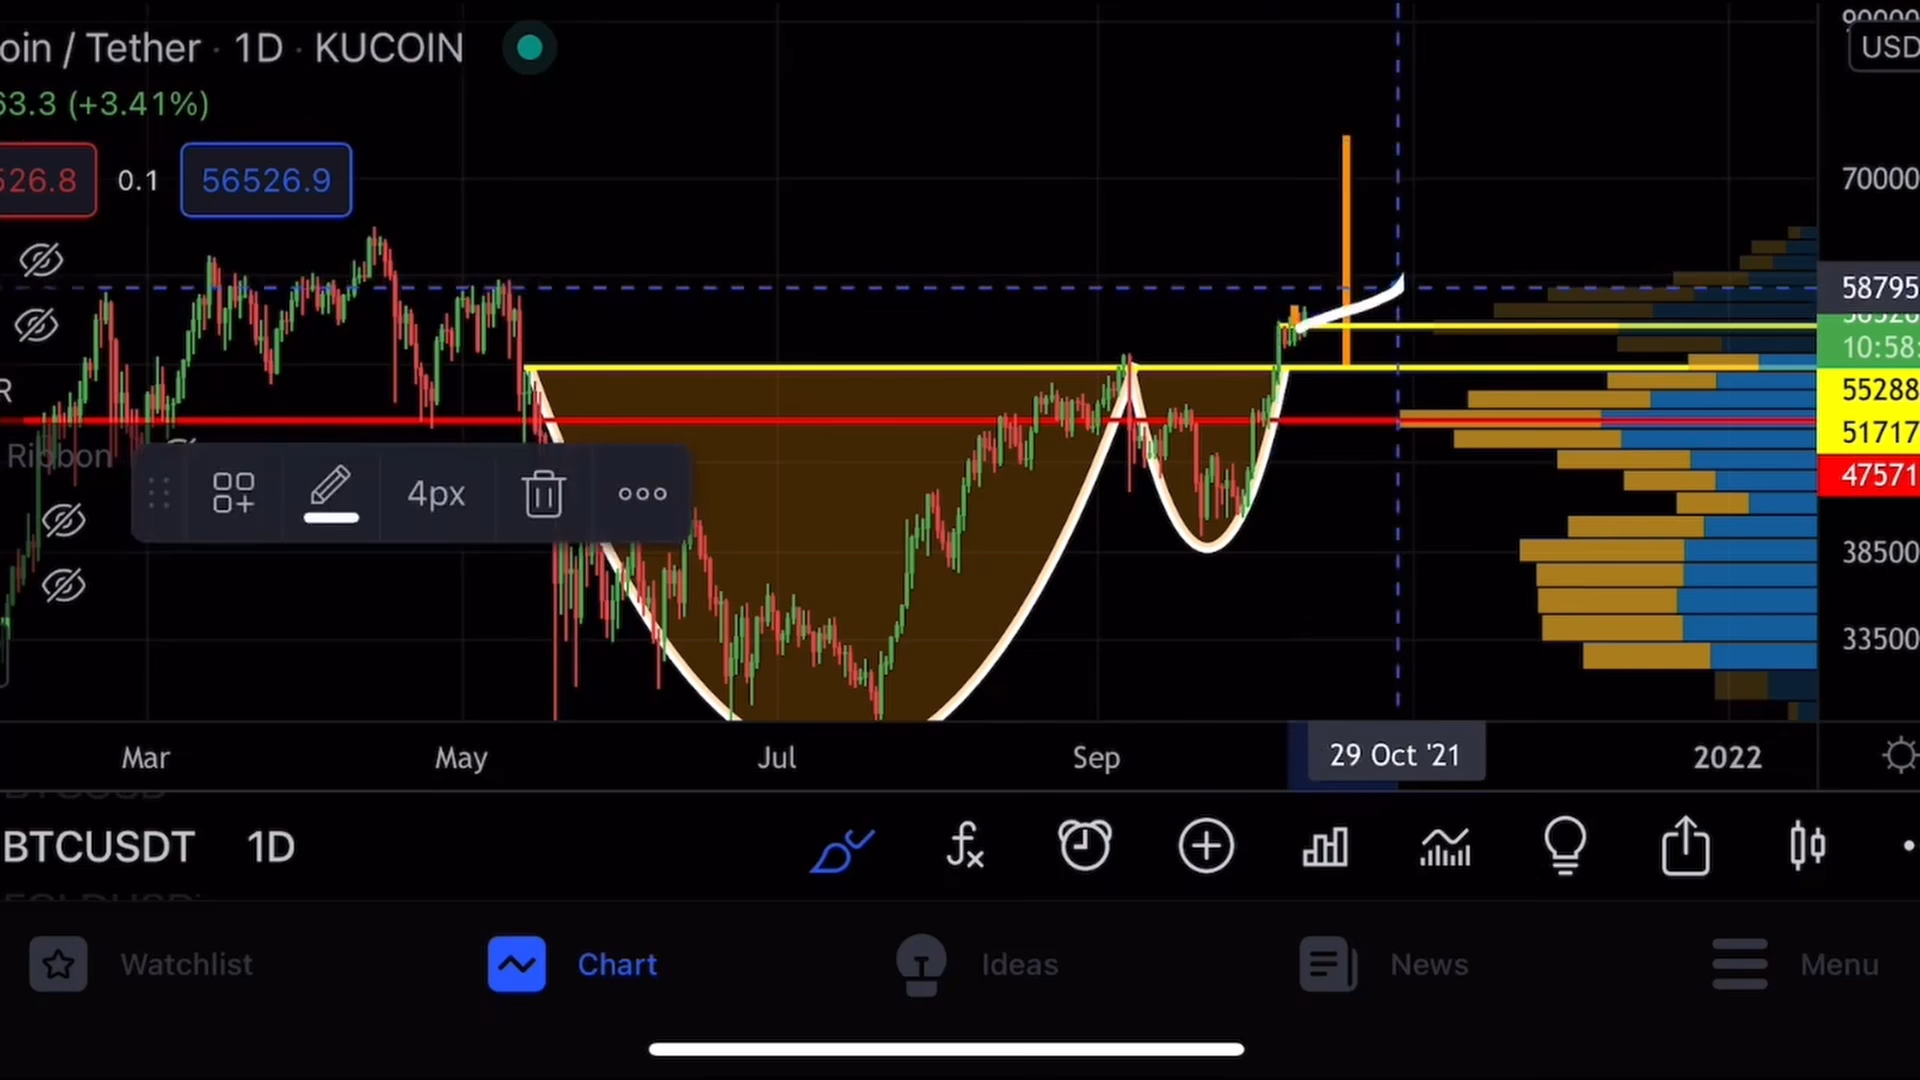 oin / Tether · 1D · KUCOIN
63.3 (+3.41%)
526.8
0.1
56526.9
R
Ribbon
4px
90000
USD
70000
58795
56526
10:58:
55288
51717
47571
38500
33500
Mar
May
Jul
Sep
29 Oct '21
2022
BTCUSDT
1D
Watchlist
Chart
Ideas
News
Menu